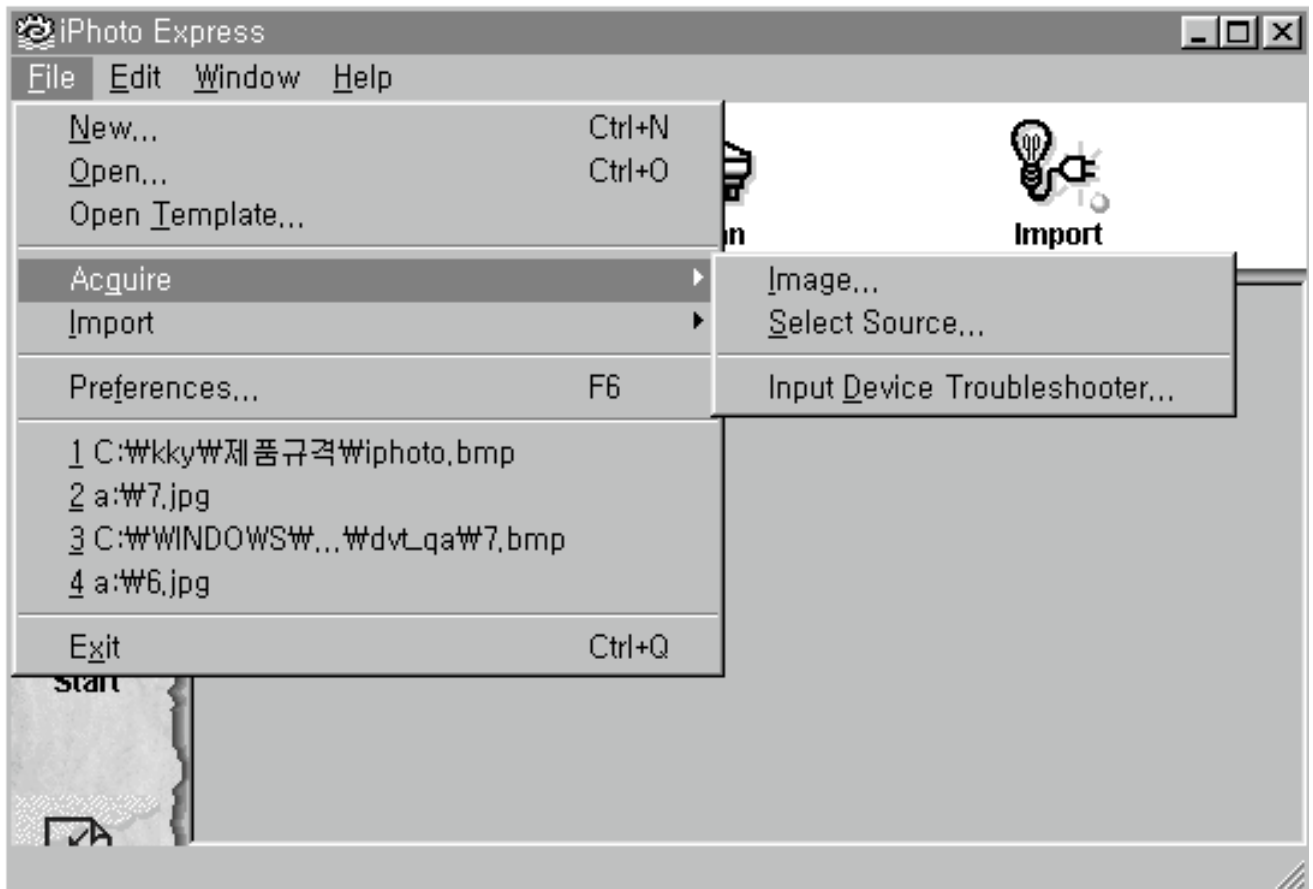 iPhoto Express
File Edit Window Help
New... Ctrl+N
Open... Ctrl+O
Open Template...
Import
Acquire
Import
Preferences... F6
Image...
Select Source...
Input Device Troubleshooter...
1 C:₩kky₩제품규격₩iphoto.bmp
2 a:₩7.jpg
3 C:₩WINDOWS₩...₩dvt_qa₩7.bmp
4 a:₩6.jpg
Exit Ctrl+Q
Start